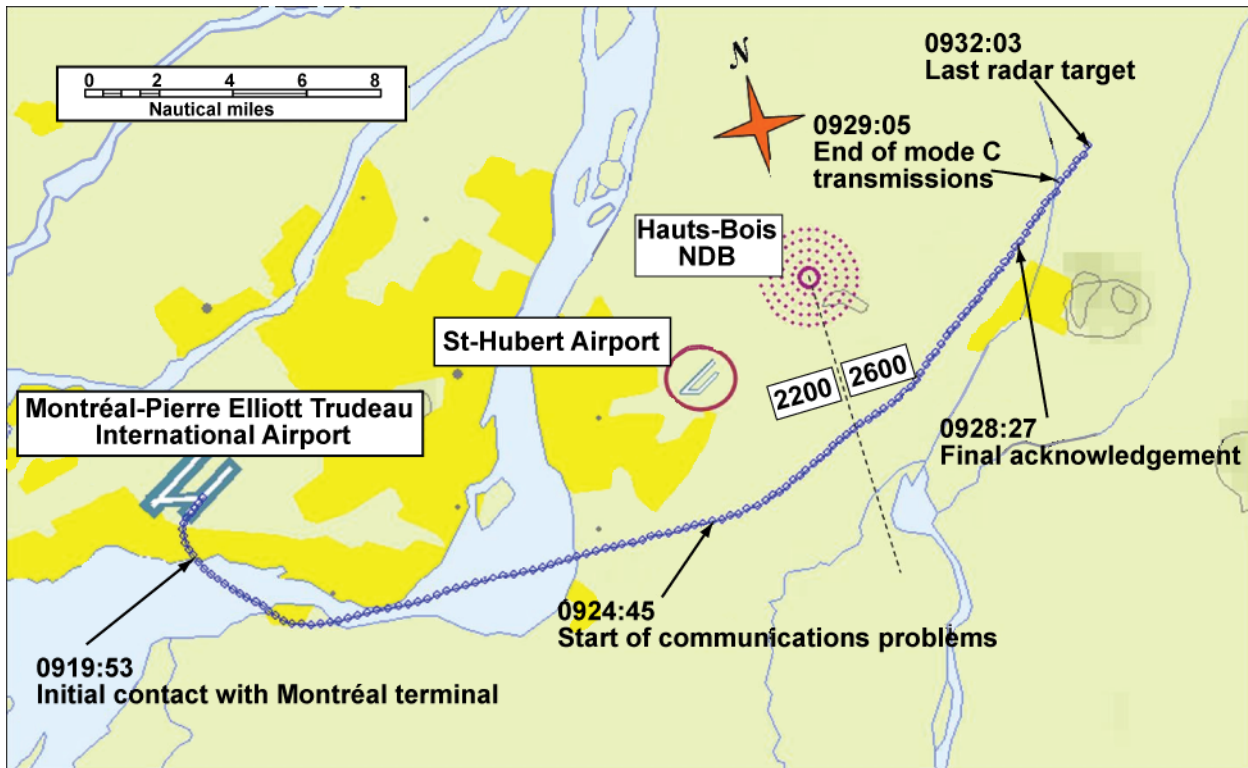 0 2 4 6 8
Nautical miles
N
0932:03
Last radar target
0929:05
End of mode C
transmissions
Hauts-Bois
NDB
St-Hubert Airport
2200 2600
Montréal-Pierre Elliott Trudeau
International Airport
0928:27
Final acknowledgement
0924:45
Start of communications problems
0919:53
Initial contact with Montréal terminal